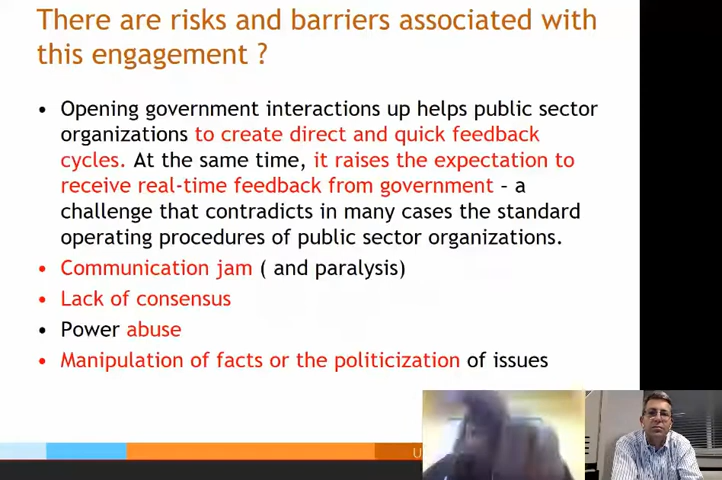 There are risks and barriers associated with
this engagement ?
• Opening government interactions up helps public sector
organizations to create direct and quick feedback
cycles. At the same time, it raises the expectation to
receive real-time feedback from government – a
challenge that contradicts in many cases the standard
operating procedures of public sector organizations.
• Communication jam ( and paralysis)
• Lack of consensus
• Power abuse
• Manipulation of facts or the politicization of issues